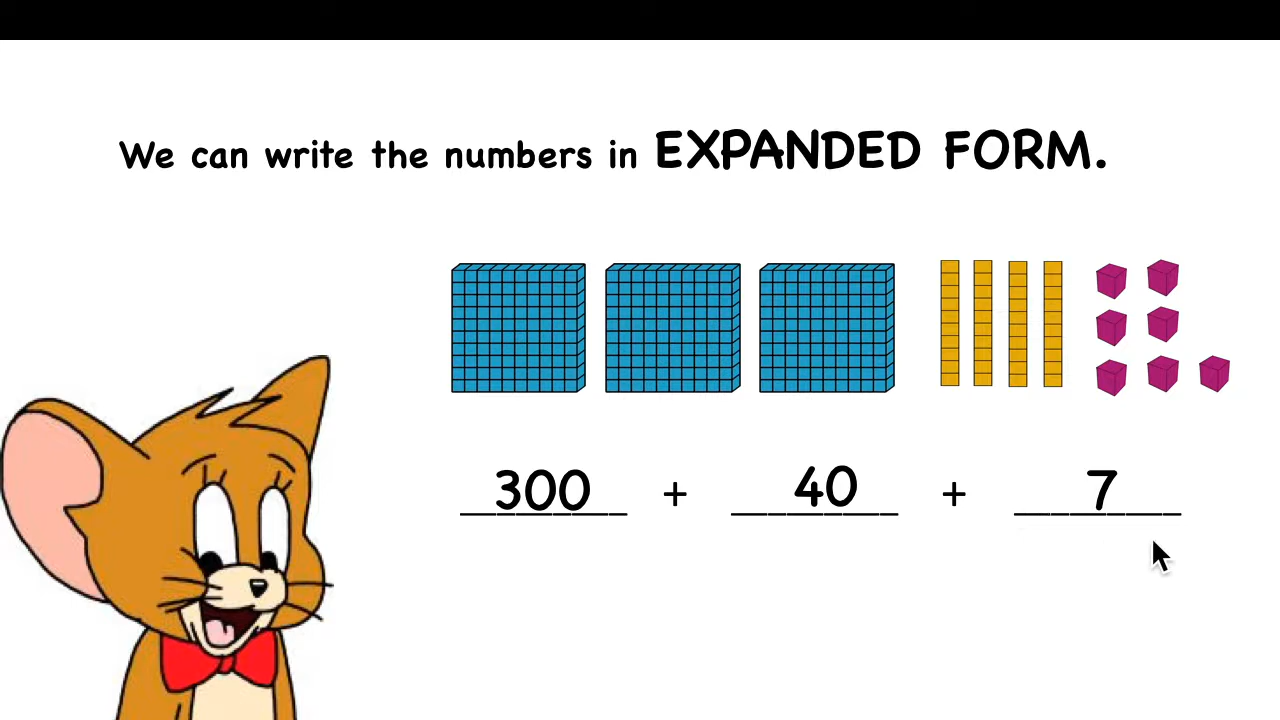 We can write the numbers in EXPANDED FORM.
300 + 40 + 7